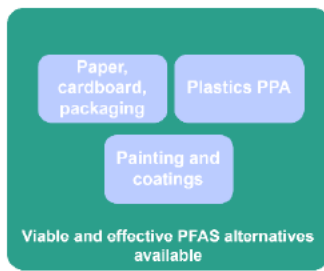 Paper,
cardboard,
packaging
Plastics PPA
Painting and
coatings
Viable and effective PFAS alternatives
available